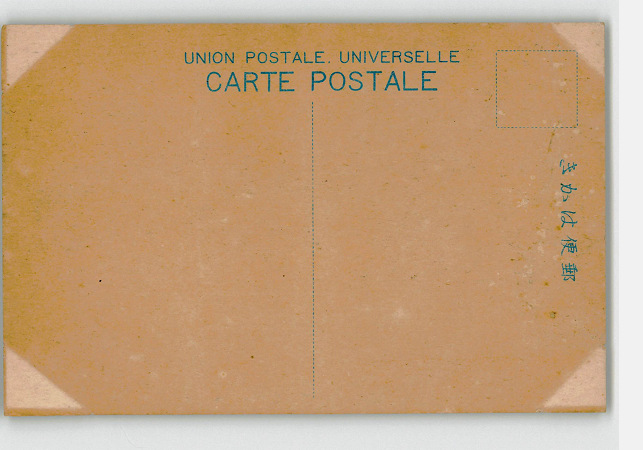 UNION POSTALE. UNIVERSELLE
CARTE POSTALE
郵便はかき